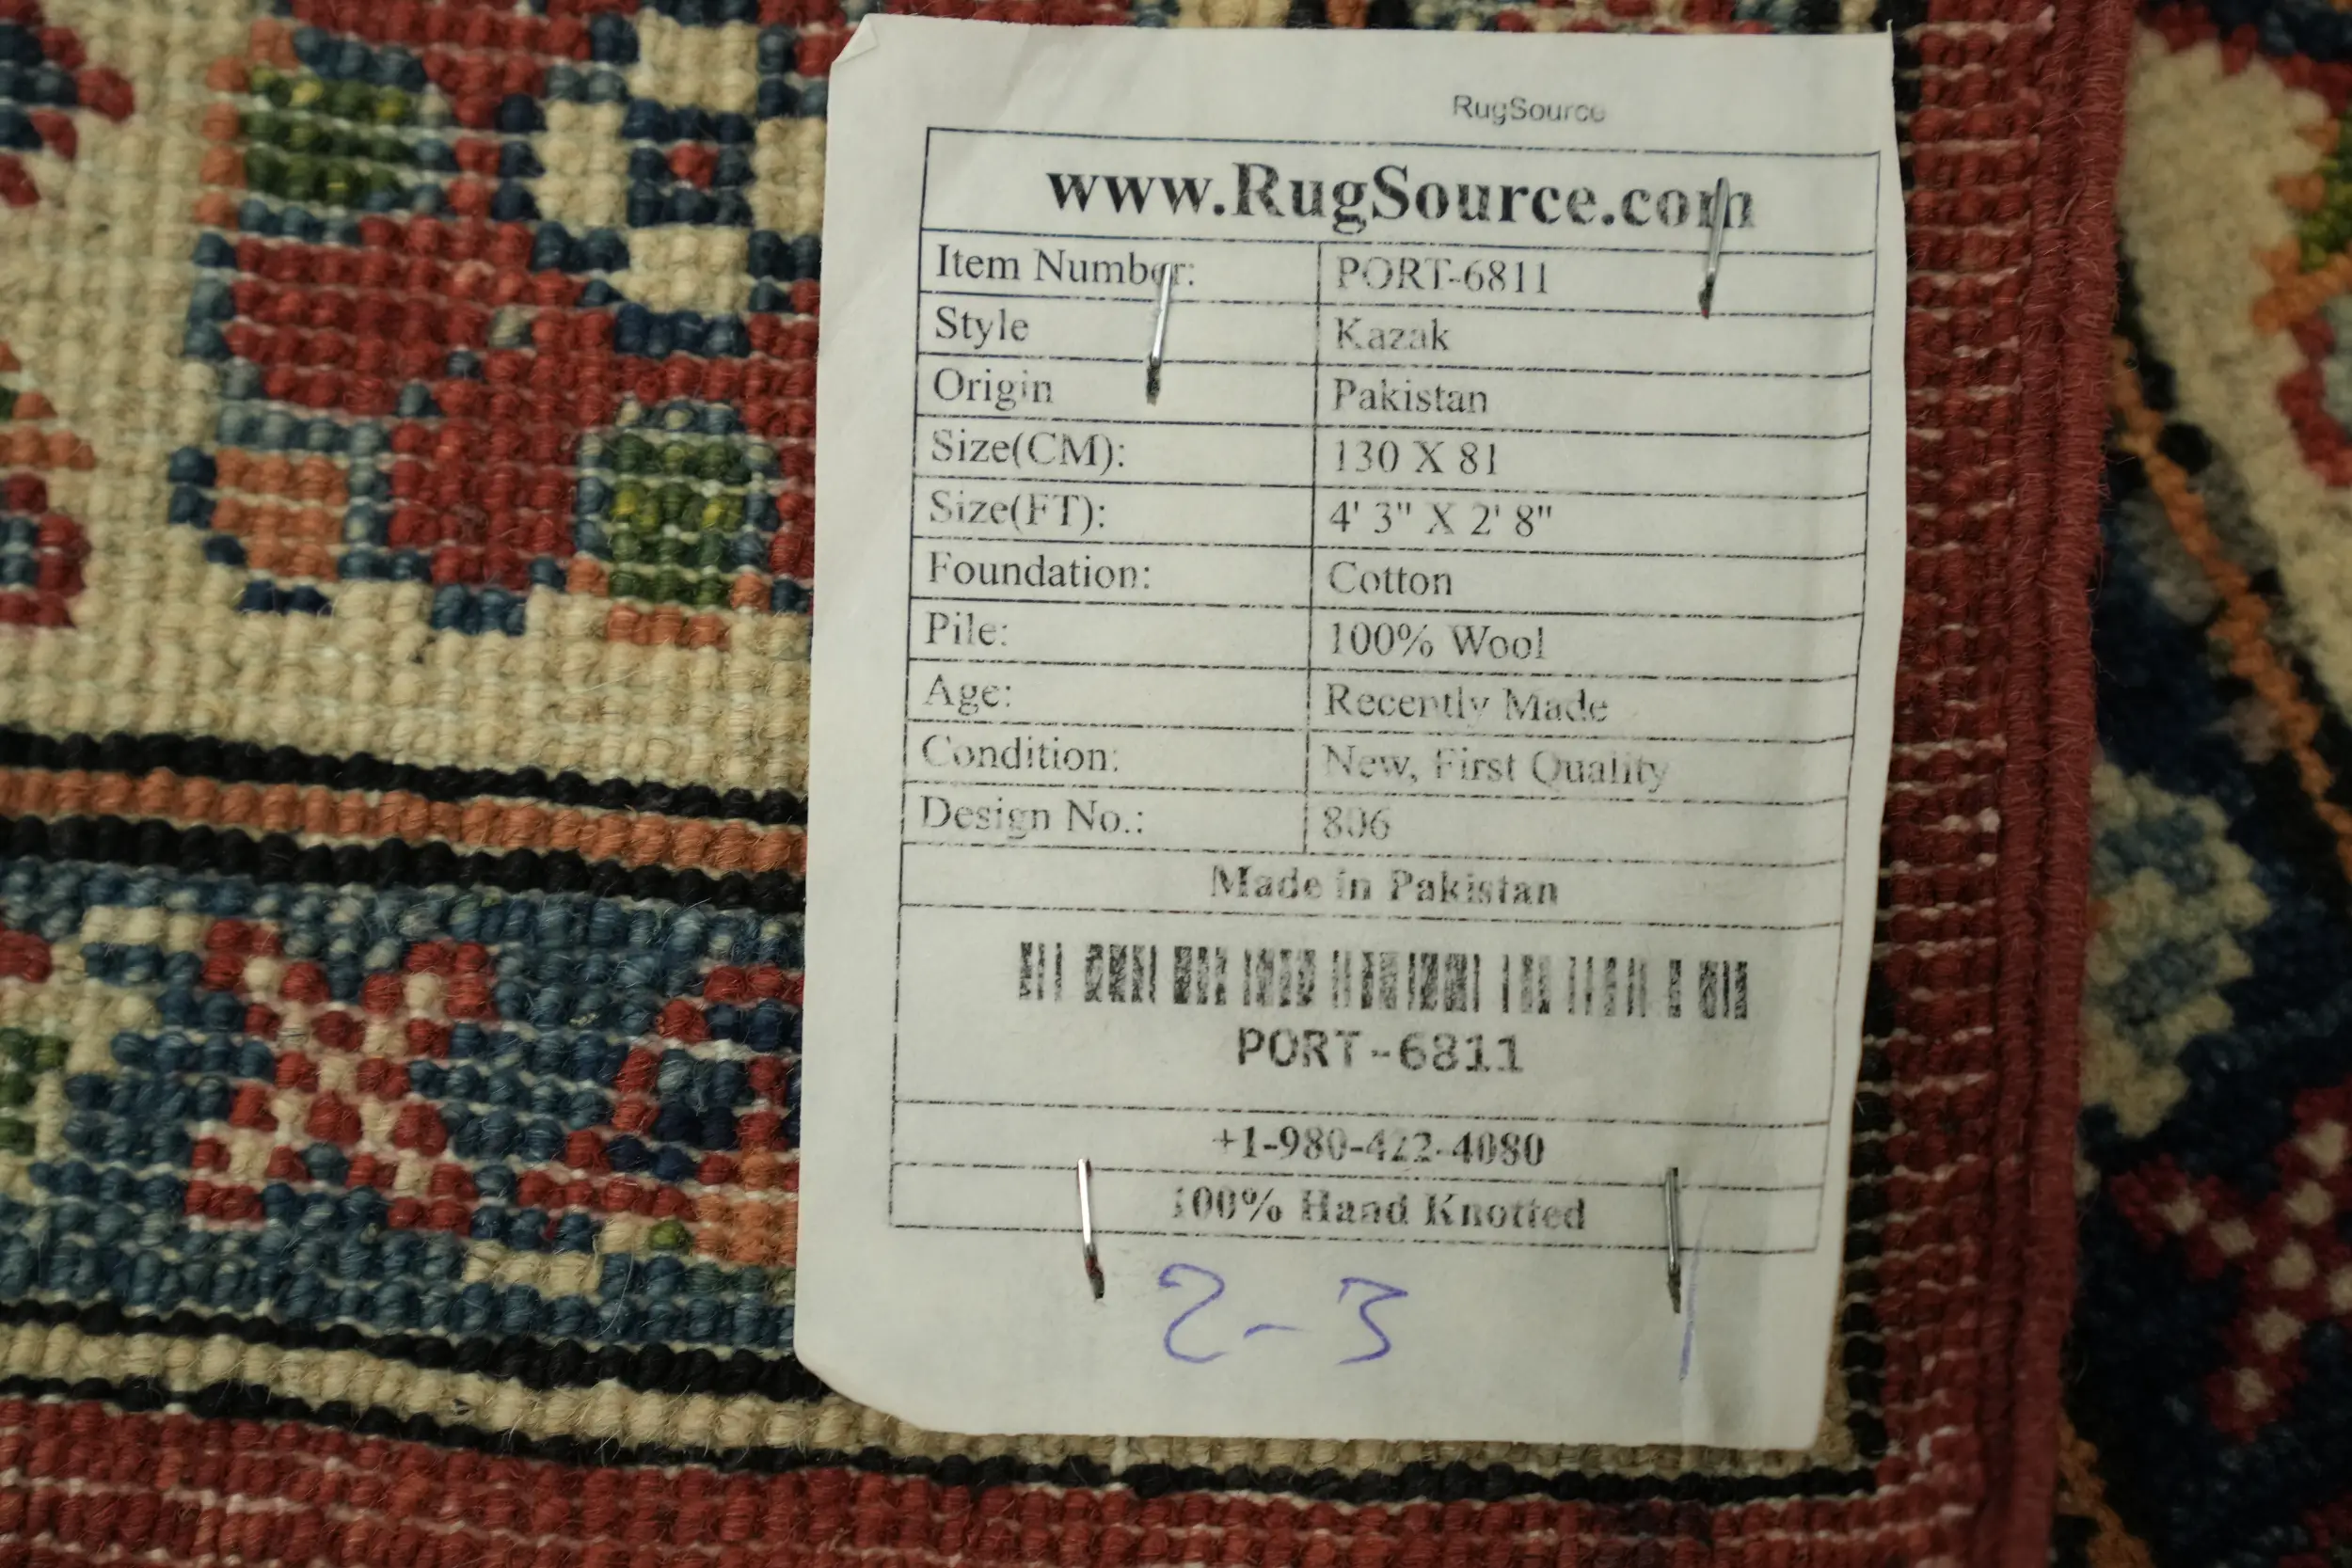 RugSource
www.RugSource.com
Item Number: PORT-6811
Style Kazak
Origin Pakistan
Size(CM): 130 X 81
Size(FT): 4' 3" X 2' 8"
Foundation: Cotton
Pile: 100% Wool
Age: Recently Made
Condition: New, First Quality
Design No.: 806
Made in Pakistan
PORT-6811
+1-980-422-4080
100% Hand Knotted
2-3